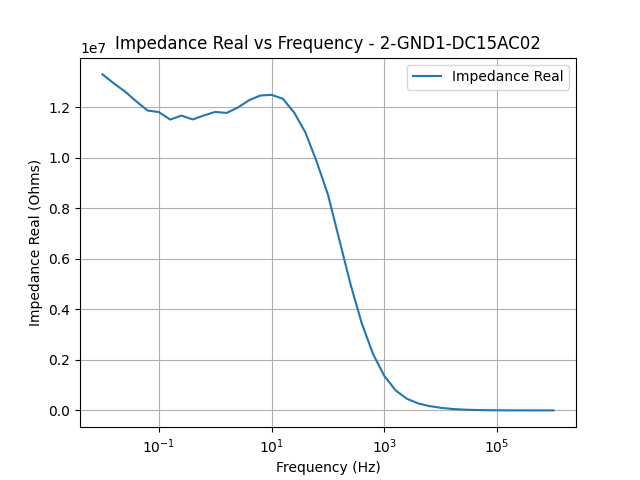 Impedance Real vs Frequency - 2-GND1-DC15AC02
1e7
Impedance Real
1.2
1.0
0.8
0.6
0.4
0.2
0.0
Impedance Real (Ohms)
10⁻¹ 10¹ 10³ 10⁵
Frequency (Hz)